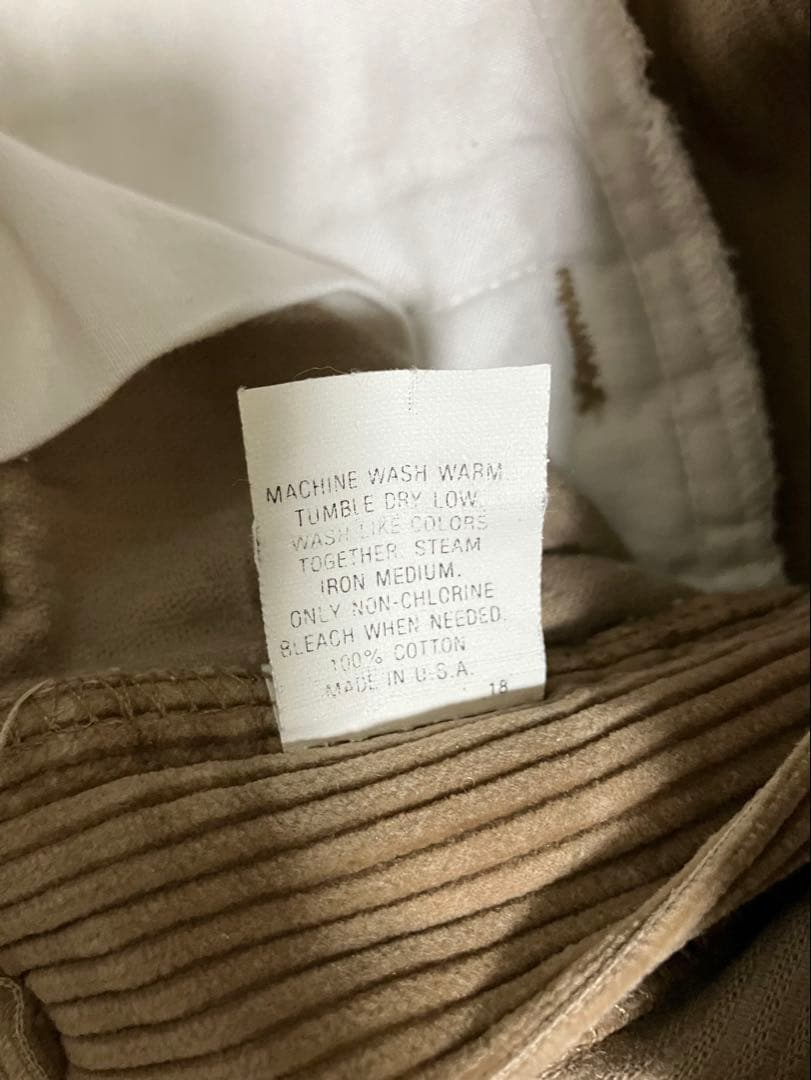 MACHINE WASH WARM
TUMBLE DRY LOW.
WASH LIKE COLORS
TOGETHER. STEAM
IRON MEDIUM.
ONLY NON-CHLORINE
BLEACH WHEN NEEDED.
100% COTTON
MADE IN U.S.A.
18